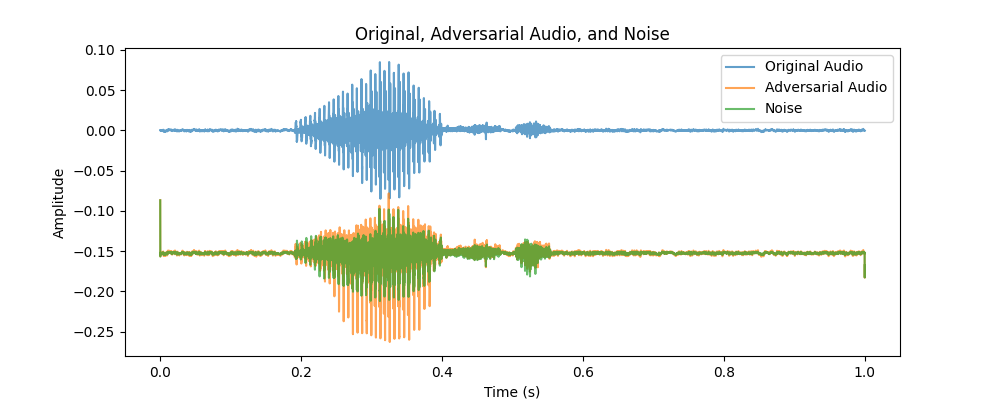 Original, Adversarial Audio, and Noise
Original Audio
Adversarial Audio
Noise
Amplitude
0.10
0.05
0.00
−0.05
−0.10
−0.15
−0.20
−0.25
0.0 0.2 0.4 0.6 0.8 1.0
Time (s)